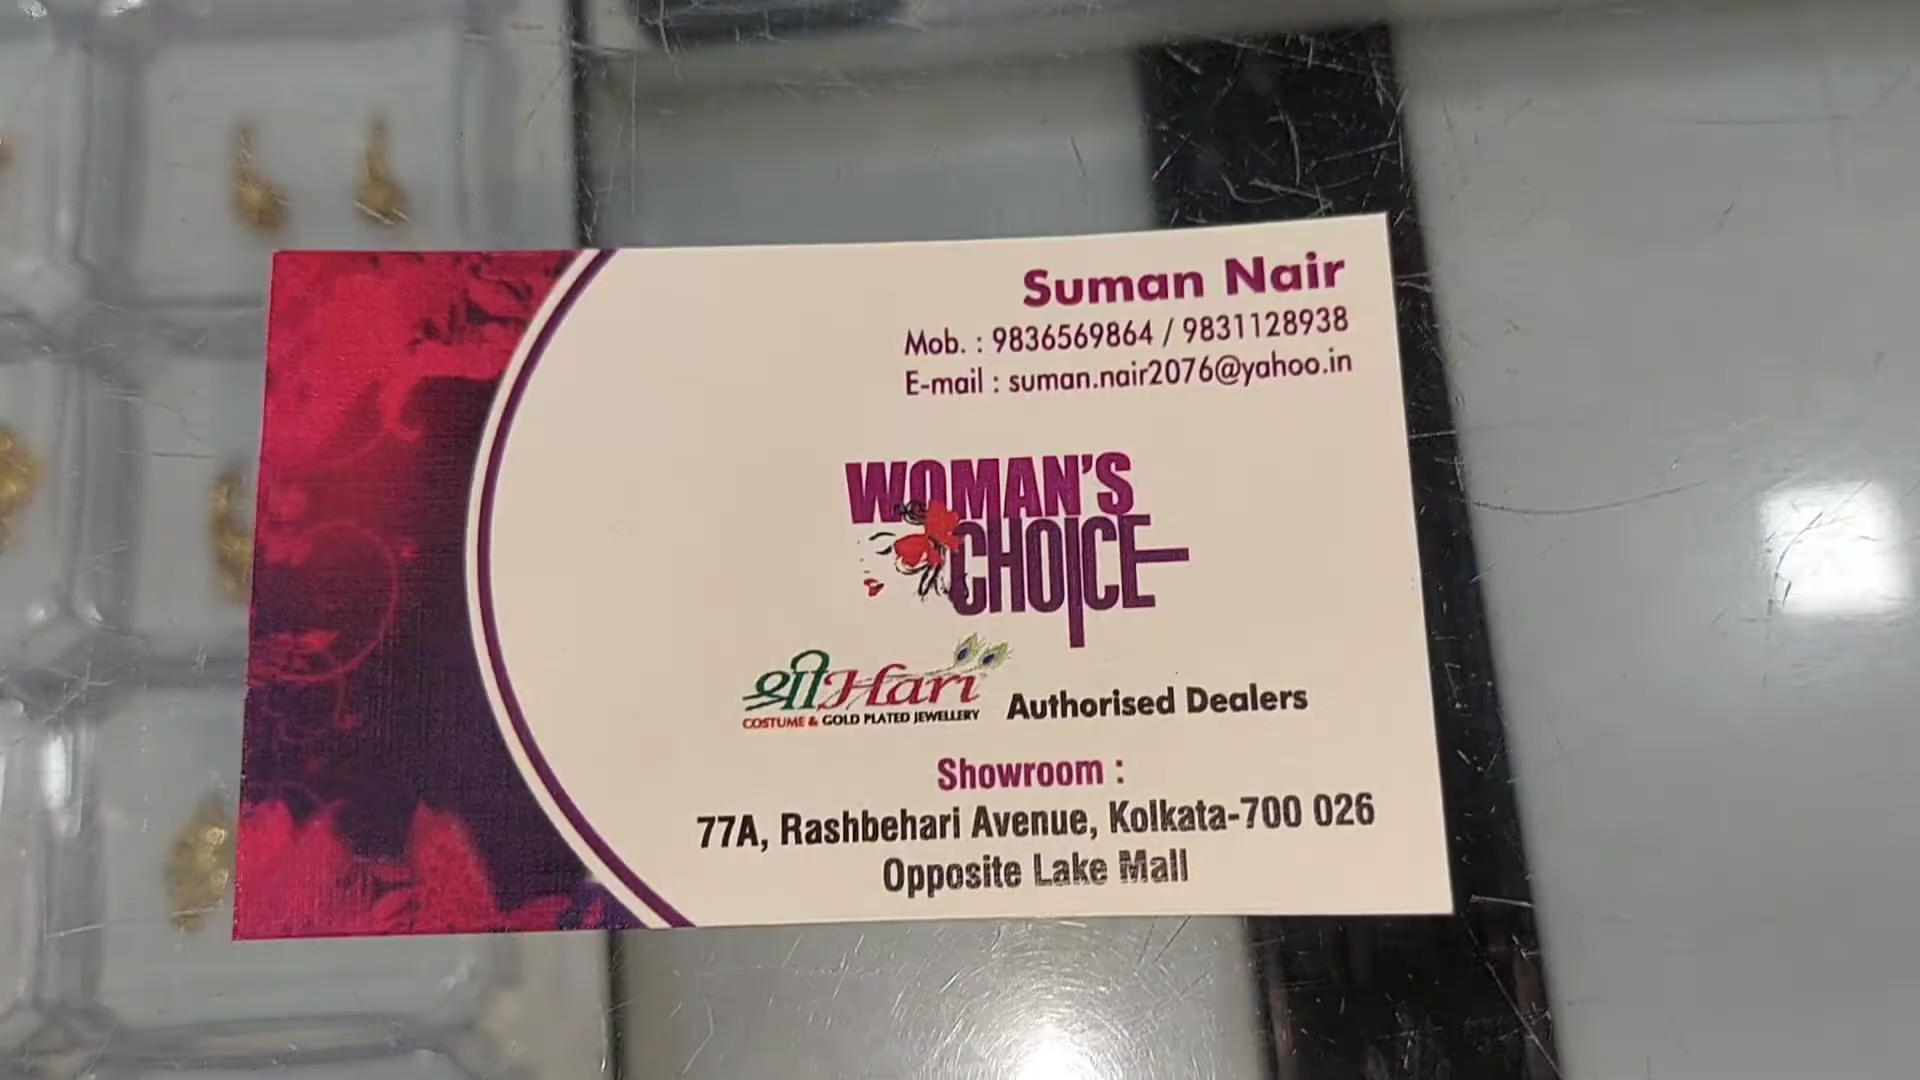 Suman Nair
Mob. : 9836569864 / 9831128938
E-mail : suman.nair2076@yahoo.in
WOMAN'S
CHOICE
श्री Hari
COSTUME & GOLD PLATED JEWELLERY
Authorised Dealers
Showroom :
77A, Rashbehari Avenue, Kolkata-700 026
Opposite Lake Mall